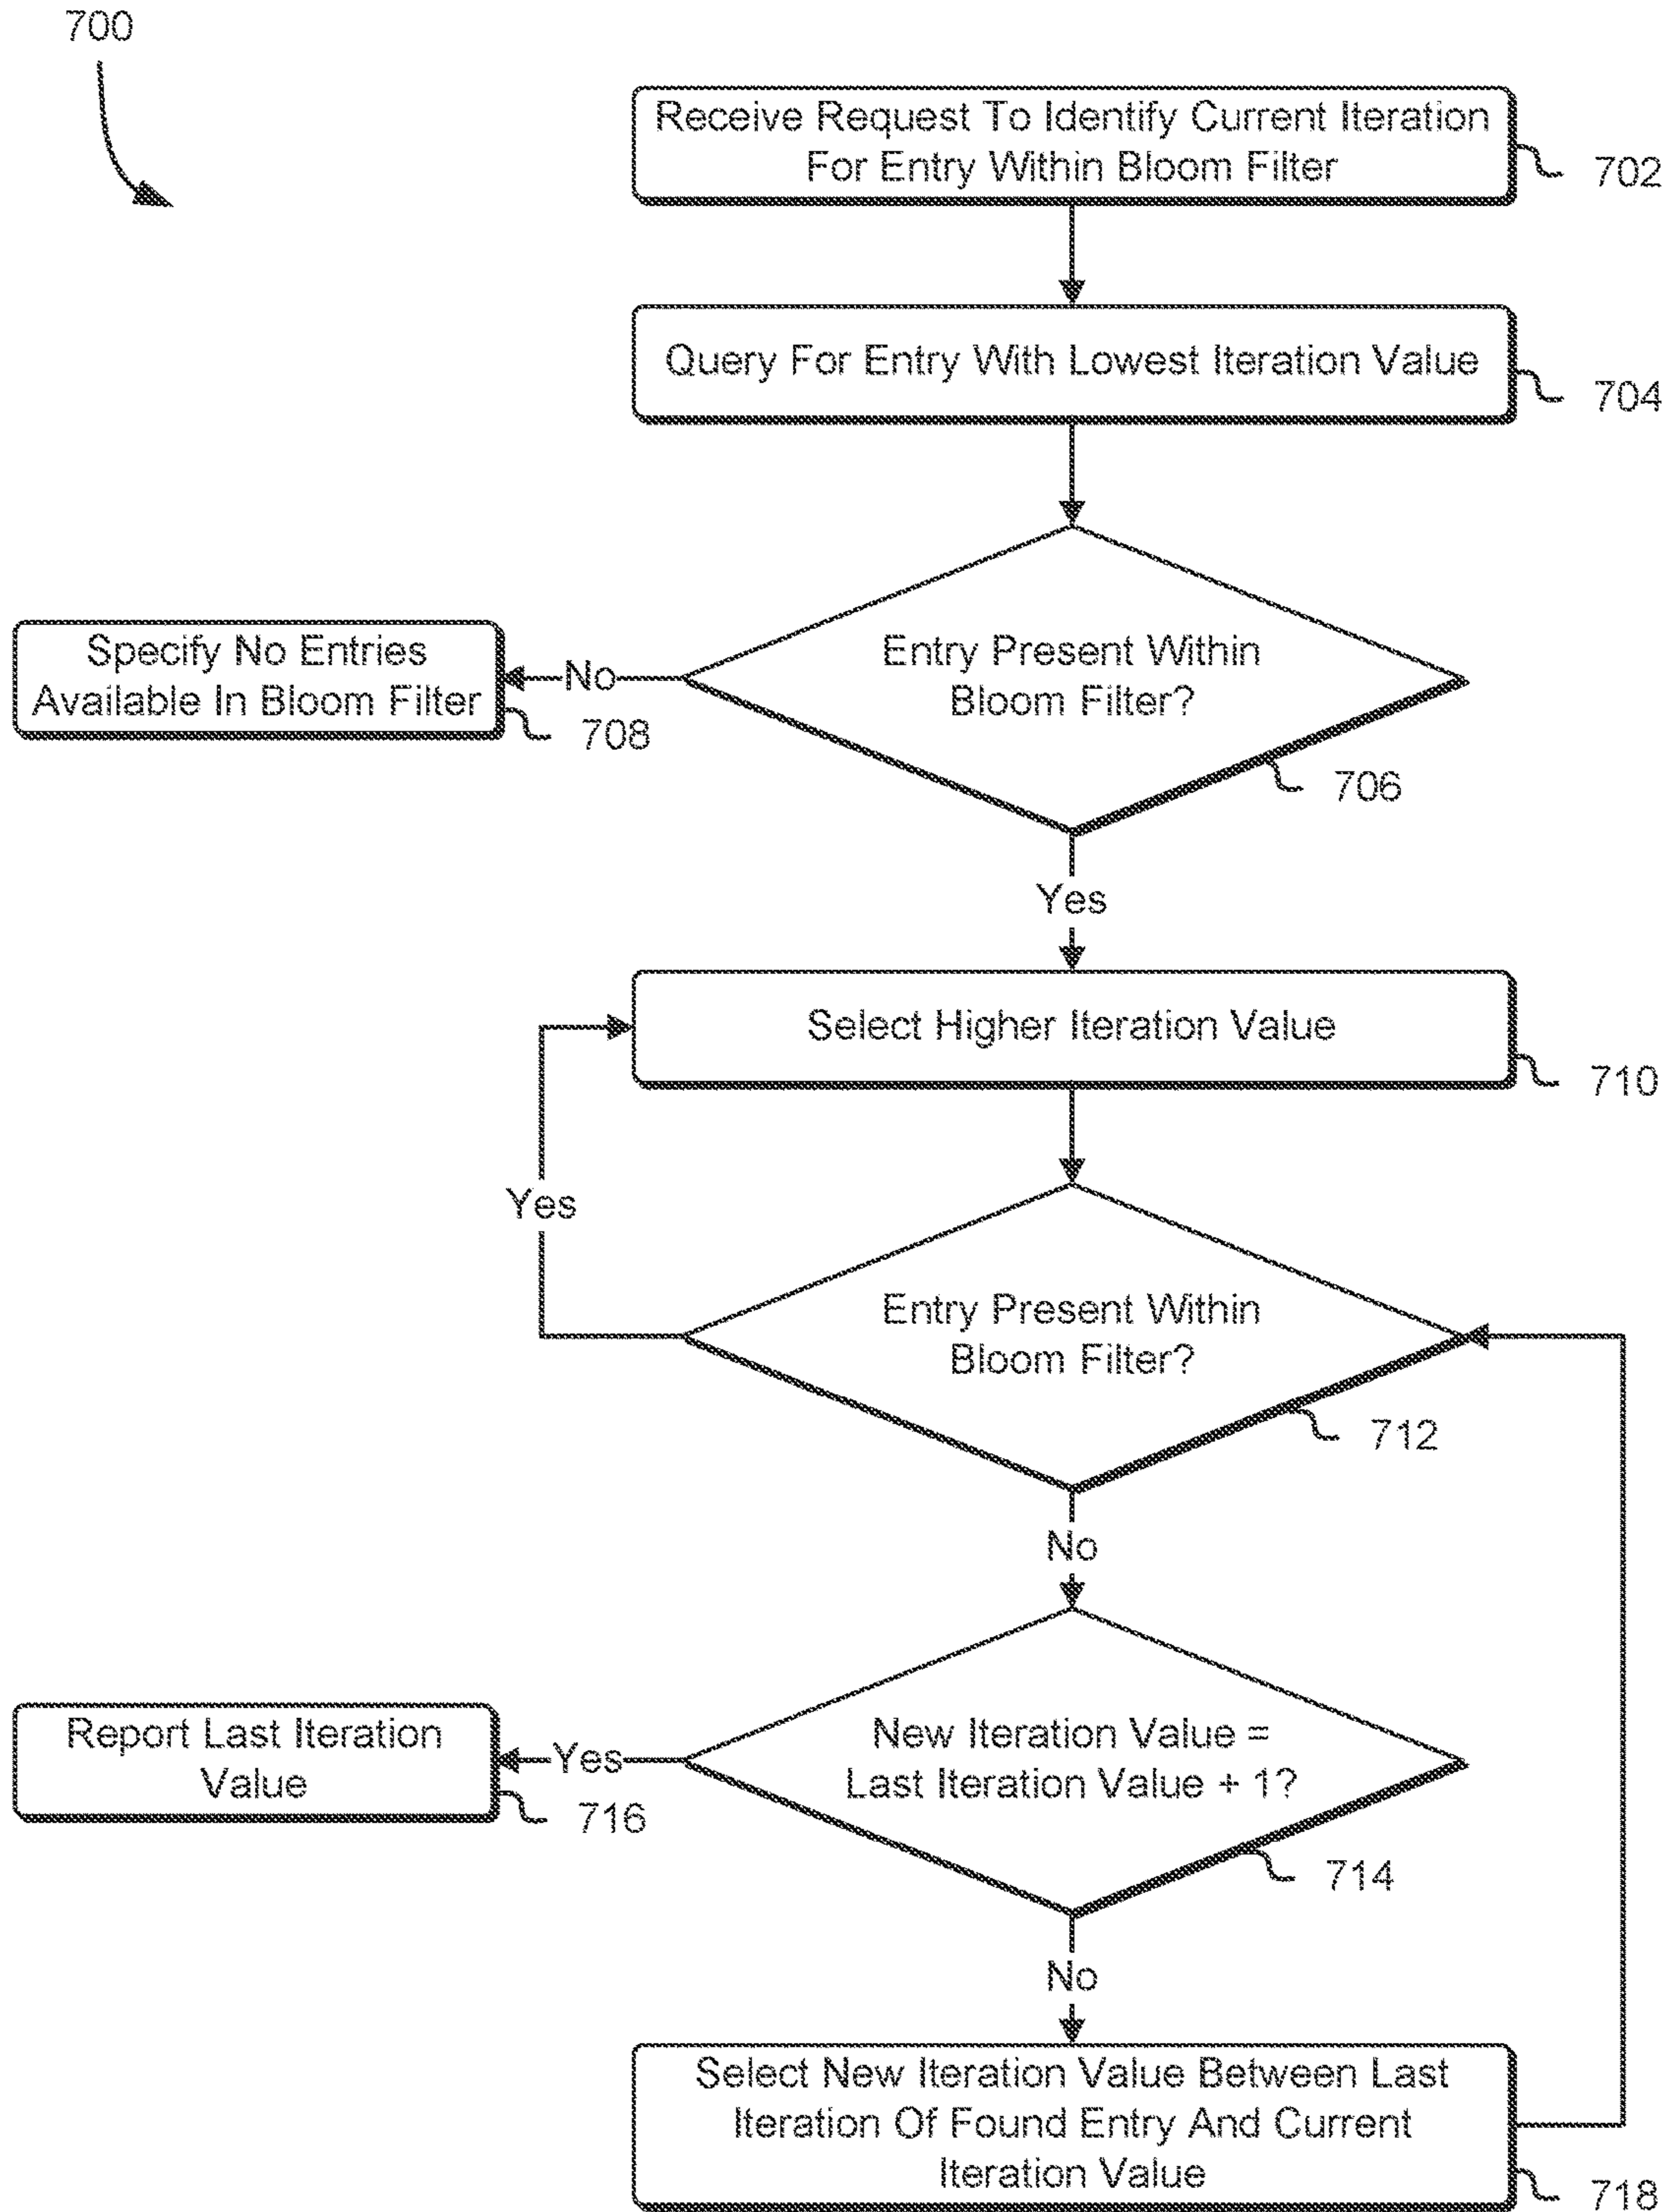 700
Receive Request To Identify Current Iteration
For Entry Within Bloom Filter
702
Query For Entry With Lowest Iteration Value
704
Entry Present Within
Bloom Filter?
706
No
Specify No Entries
Available In Bloom Filter
708
Yes
Select Higher Iteration Value
710
Yes
Entry Present Within
Bloom Filter?
712
No
New Iteration Value =
Last Iteration Value + 1?
714
Yes
Report Last Iteration
Value
716
No
Select New Iteration Value Between Last
Iteration Of Found Entry And Current
Iteration Value
718